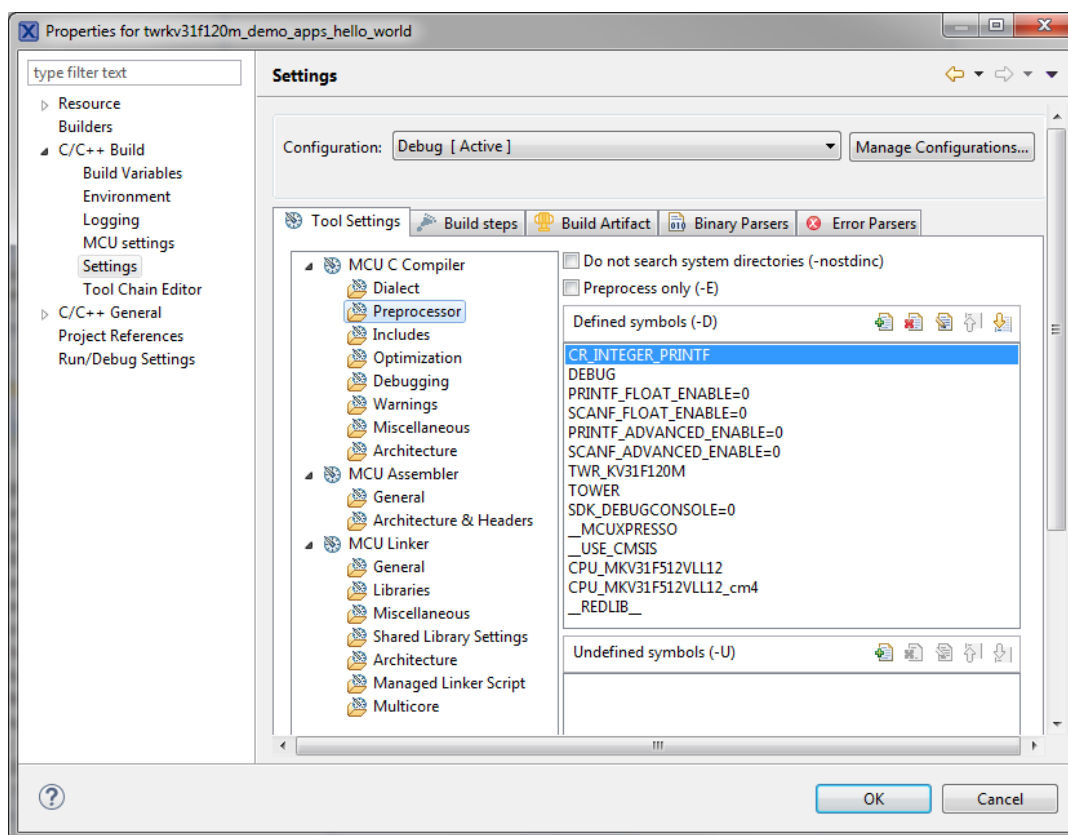 Properties for twrkv31f120m_demo_apps_hello_world
type filter text
Resource
Builders
C/C++ Build
Build Variables
Environment
Logging
MCU settings
Settings
Tool Chain Editor
C/C++ General
Project References
Run/Debug Settings
Settings
Configuration: Debug [ Active ] Manage Configurations...
Tool Settings Build steps Build Artifact Binary Parsers Error Parsers
MCU C Compiler
Dialect
Preprocessor
Includes
Optimization
Debugging
Warnings
Miscellaneous
Architecture
MCU Assembler
General
Architecture & Headers
MCU Linker
General
Libraries
Miscellaneous
Shared Library Settings
Architecture
Managed Linker Script
Multicore
Do not search system directories (-nostdinc)
Preprocess only (-E)
Defined symbols (-D)
CR_INTEGER_PRINTF
DEBUG
PRINTF_FLOAT_ENABLE=0
SCANF_FLOAT_ENABLE=0
PRINTF_ADVANCED_ENABLE=0
SCANF_ADVANCED_ENABLE=0
TWR_KV31F120M
TOWER
SDK_DEBUGCONSOLE=0
__MCUXPRESSO
__USE_CMSIS
CPU_MKV31F512VLL12
CPU_MKV31F512VLL12_cm4
__REDLIB__
Undefined symbols (-U)
OK Cancel